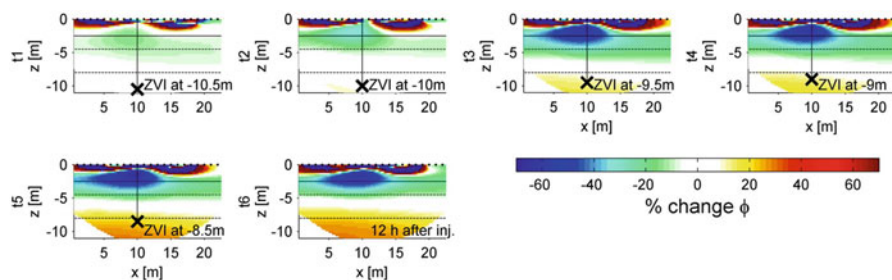 t1
z [m]
0
-5
-10
ZVI at -10.5m
5 10 15 20
t2
z [m]
0
-5
-10
ZVI at -10m
5 10 15 20
t3
z [m]
0
-5
-10
ZVI at -9.5m
5 10 15 20
x [m]
t4
z [m]
0
-5
-10
ZVI at -9m
5 10 15 20
x [m]
t5
z [m]
0
-5
-10
ZVI at -8.5m
5 10 15 20
x [m]
t6
z [m]
0
-5
-10
12 h after inj.
5 10 15 20
x [m]
-60 -40 -20 0 20 40 60
% change ϕ